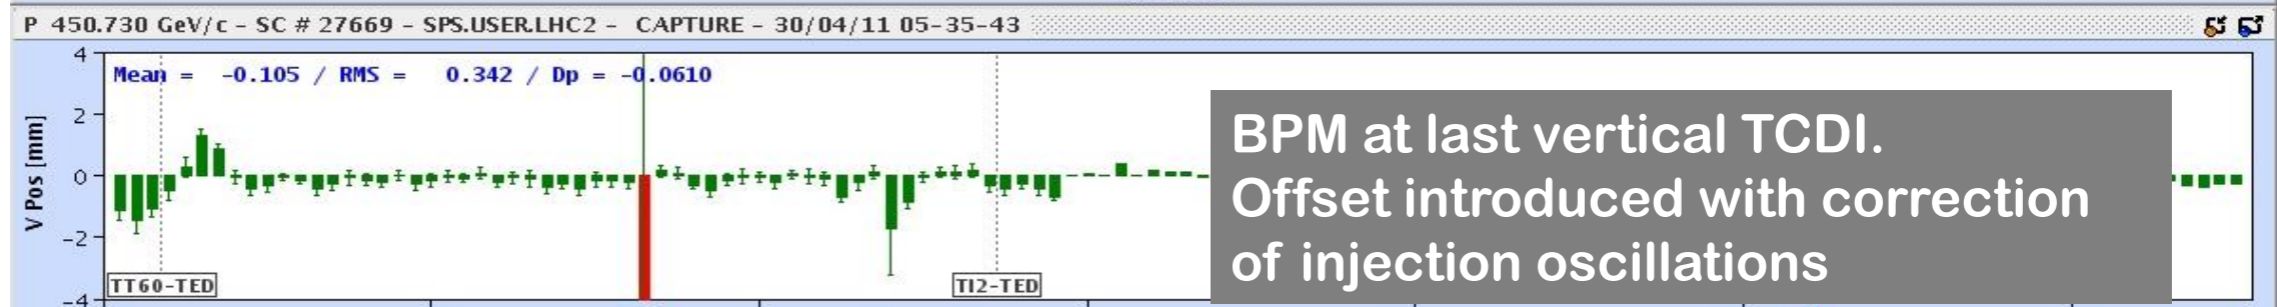 P 450.730 GeV/c - SC # 27669 - SPS.USER.LHC2 - CAPTURE - 30/04/11 05-35-43
Mean = -0.105 / RMS = 0.342 / Dp = -0.0610
V Pos [mm]
4
2
0
-2
-4
TT60-TED
TI2-TED
BPM at last vertical TCDI.
Offset introduced with correction
of injection oscillations